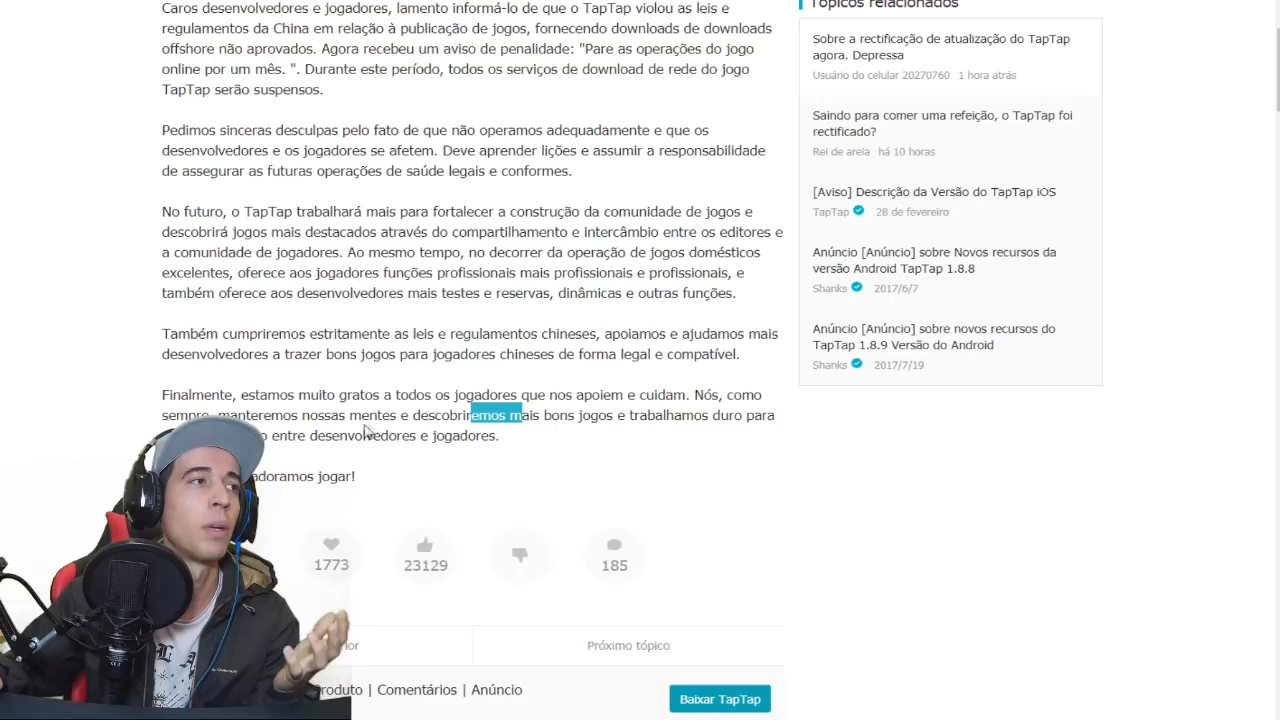 Caros desenvolvedores e jogadores, lamento informá-lo de que o TapTap violou as leis e
regulamentos da China em relação à publicação de jogos, fornecendo downloads de downloads
offshore não aprovados. Agora recebeu um aviso de penalidade: "Pare as operações do jogo
online por um mês. ". Durante este período, todos os serviços de download de rede do jogo
TapTap serão suspensos.
Pedimos sinceras desculpas pelo fato de que não operamos adequadamente e que os
desenvolvedores e os jogadores se afetem. Deve aprender lições e assumir a responsabilidade
de assegurar as futuras operações de saúde legais e conformes.
No futuro, o TapTap trabalhará mais para fortalecer a construção da comunidade de jogos e
descobrirá jogos mais destacados através do compartilhamento e intercâmbio entre os editores e
a comunidade de jogadores. Ao mesmo tempo, no decorrer da operação de jogos domésticos
excelentes, oferece aos jogadores funções profissionais mais profissionais e profissionais, e
também oferece aos desenvolvedores mais testes e reservas, dinâmicas e outras funções.
Também cumpriremos estritamente as leis e regulamentos chineses, apoiamos e ajudamos mais
desenvolvedores a trazer bons jogos para jogadores chineses de forma legal e compatível.
Finalmente, estamos muito gratos a todos os jogadores que nos apoiem e cuidam. Nós, como
sempre, manteremos nossas mentes e descobriremos mais bons jogos e trabalhamos duro para
entre desenvolvedores e jogadores.
adoramos jogar!
1773
23129
185
Próximo tópico
Produto | Comentários | Anúncio
Baixar TapTap
Tópicos relacionados
Sobre a rectificação de atualização do TapTap
agora. Depressa
Usuário do celular 20270760 1 hora atrás
Saindo para comer uma refeição, o TapTap foi
rectificado?
Rei de areia há 10 horas
[Aviso] Descrição da Versão do TapTap iOS
TapTap 28 de fevereiro
Anúncio [Anúncio] sobre Novos recursos da
versão Android TapTap 1.8.8
Shanks 2017/6/7
Anúncio [Anúncio] sobre novos recursos do
TapTap 1.8.9 Versão do Android
Shanks 2017/7/19